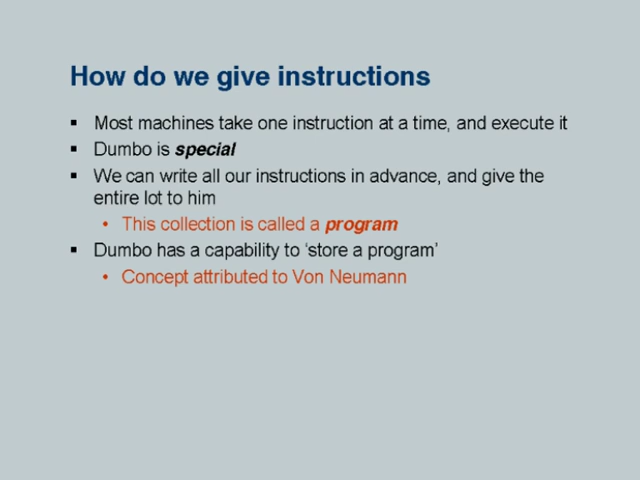 How do we give instructions
▪ Most machines take one instruction at a time, and execute it
▪ Dumbo is special
▪ We can write all our instructions in advance, and give the
entire lot to him
• This collection is called a program
▪ Dumbo has a capability to ‘store a program’
• Concept attributed to Von Neumann